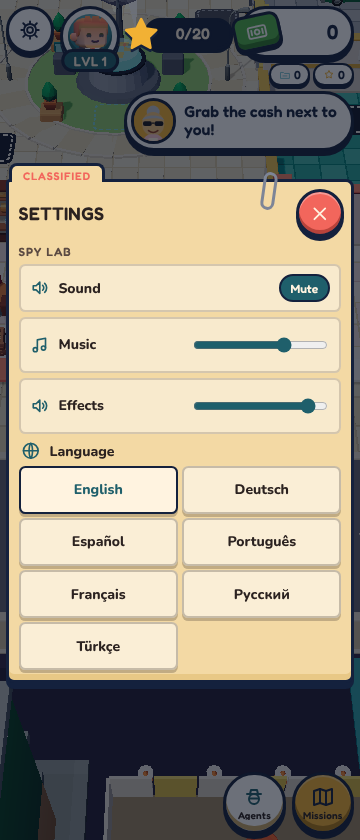 LVL 1
0/20
0
0
0
Grab the cash next to
you!
CLASSIFIED
SETTINGS
SPY LAB
Sound
Mute
Music
Effects
Language
English
Deutsch
Español
Português
Français
Русский
Türkçe
Agents
Missions